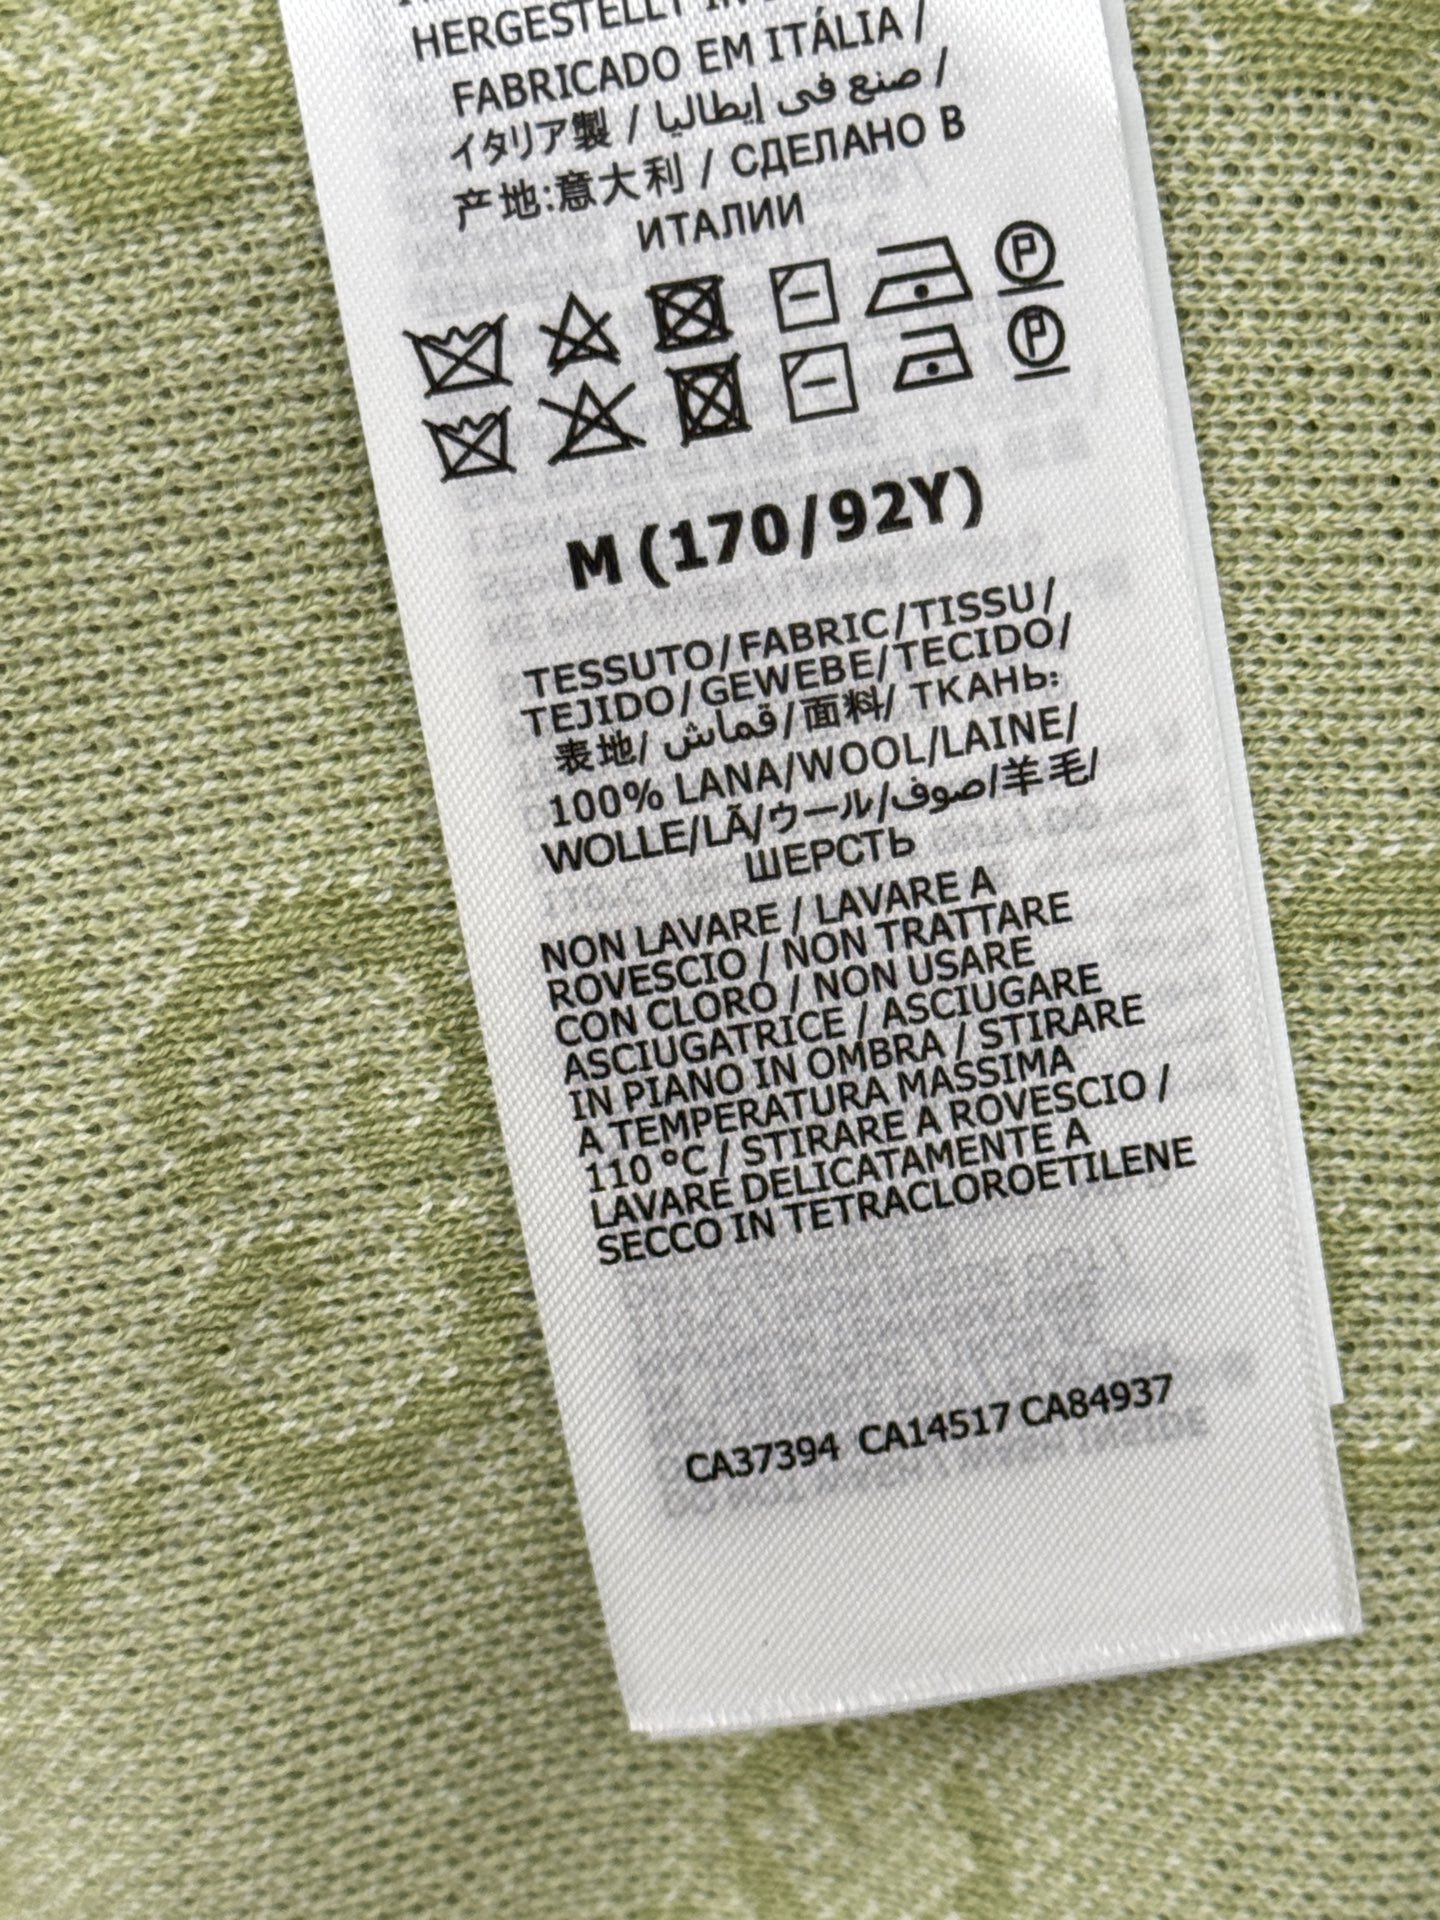 HERGESTELLT IN
FABRICADO EM ITÁLIA /
イタリア製 / صنع في إيطاليا /
产地:意大利 / СДЕЛАНО В
ИТАЛИИ
P
P
M (170/92Y)
TESSUTO/FABRIC/TISSU/
TEJIDO/GEWEBE/TECIDO/
表地/ قماش/面料/ ТКАНЬ:
100% LANA/WOOL/LAINE/
WOLLE/LÃ/ウール/صوف/羊毛/
ШЕРСТЬ
NON LAVARE / LAVARE A
ROVESCIO / NON TRATTARE
CON CLORO / NON USARE
ASCIUGATRICE / ASCIUGARE
IN PIANO IN OMBRA / STIRARE
A TEMPERATURA MASSIMA
110 °C / STIRARE A ROVESCIO /
LAVARE DELICATAMENTE A
SECCO IN TETRACLOROETILENE
CA37394 CA14517 CA84937